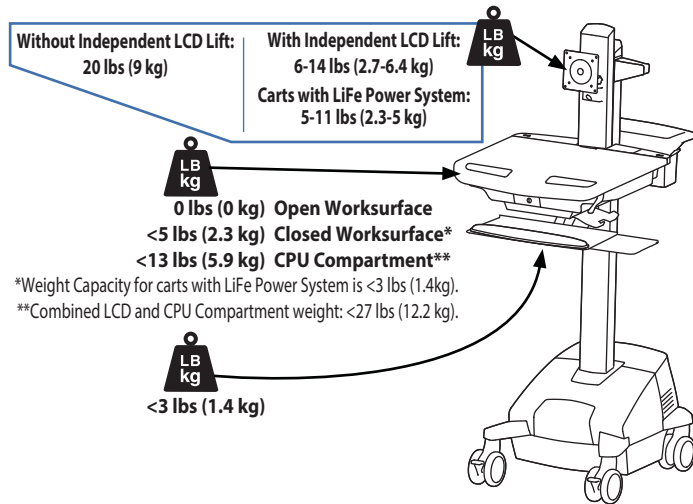 Without Independent LCD Lift:
20 lbs (9 kg)
With Independent LCD Lift:
6-14 lbs (2.7-6.4 kg)
Carts with LiFe Power System:
5-11 lbs (2.3-5 kg)
LB
kg
LB
kg
0 lbs (0 kg) Open Worksurface
<5 lbs (2.3 kg) Closed Worksurface*
<13 lbs (5.9 kg) CPU Compartment**
*Weight Capacity for carts with LiFe Power System is <3 lbs (1.4kg).
**Combined LCD and CPU Compartment weight: <27 lbs (12.2 kg).
LB
kg
<3 lbs (1.4 kg)